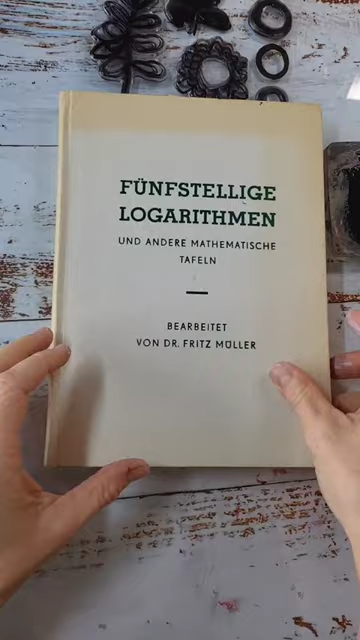 FÜNFSTELLIGE
LOGARITHMEN
UND ANDERE MATHEMATISCHE
TAFELN
BEARBEITET
VON DR. FRITZ MÜLLER